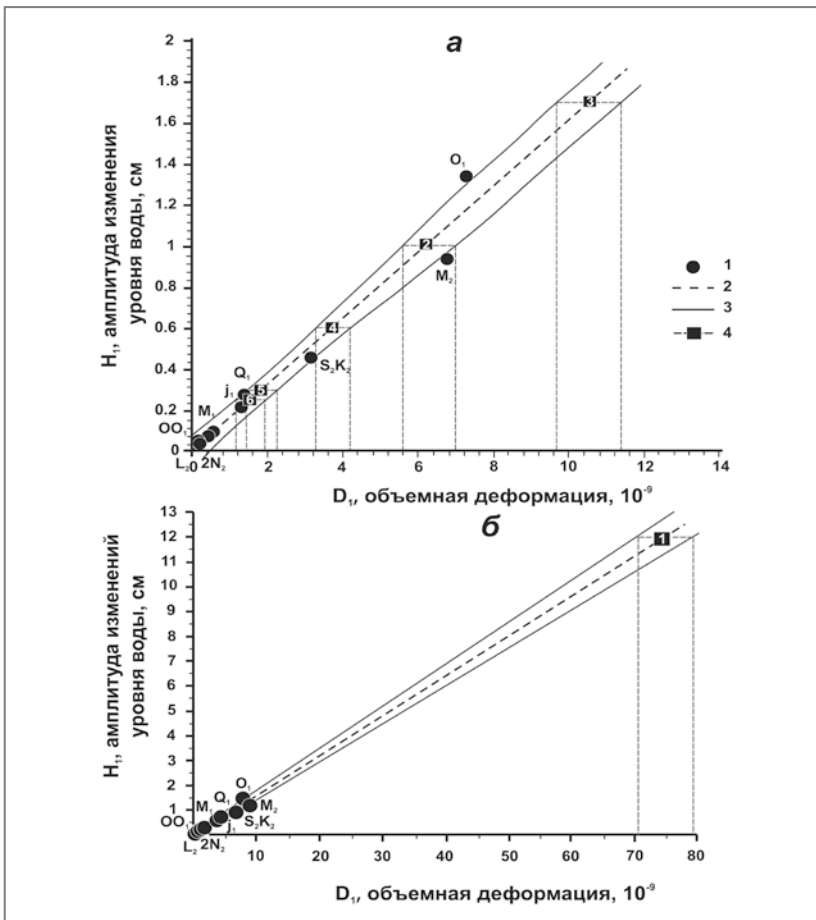 а
2
1.8
1.6
1.4
1.2
1
0.8
0.6
0.4
0.2
0
H₁, амплитуда изменения
уровня воды, см
O₁
M₂
S₂K₂
Q₁
j₁
M₁
OO₁
L₂
2N₂
3
2
4
5
6
1
2
3
4
0 2 4 6 8 10 12 14
D₁, объемная деформация, 10⁻⁹
б
13
12
11
10
9
8
7
6
5
4
3
2
1
0
H₁, амплитуда изменений
уровня воды, см
1
O₁
Q₁
M₁
M₂
OO₁
j₁
S₂K₂
L₂
2N₂
10 20 30 40 50 60 70 80
D₁, объемная деформация, 10⁻⁹